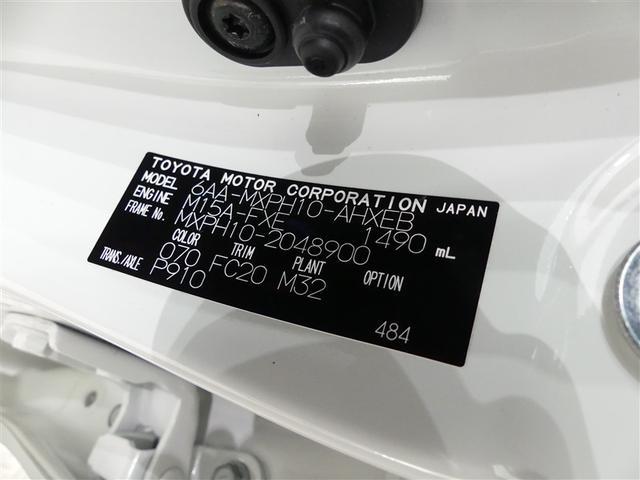 TOYOTA MOTOR CORPORATION JAPAN
MODEL 6AA-MXPH10-AHXEB
ENGINE M15A-FXE 1490 mL
FRAME No. MXPH10-2048900
COLOR TRIM PLANT OPTION
070 FC20 M32
TRANS./AXLE P910
484